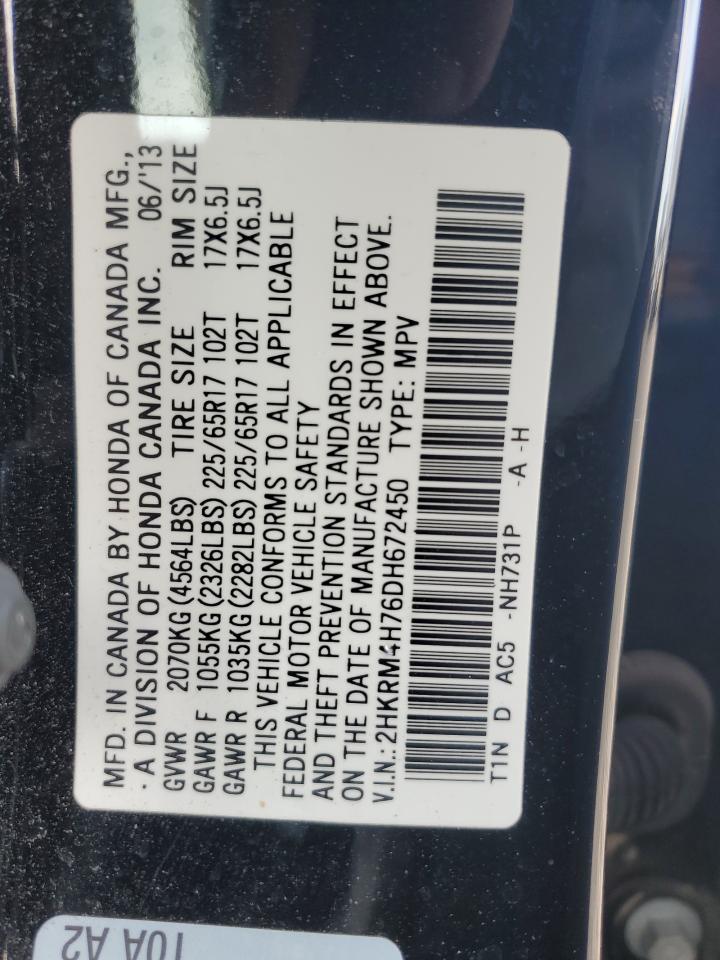 MFD. IN CANADA BY HONDA OF CANADA MFG.,
· A DIVISION OF HONDA CANADA INC. 06/'13
GVWR 2070KG (4564LBS) TIRE SIZE RIM SIZE
GAWR F 1055KG (2326LBS) 225/65R17 102T 17X6.5J
GAWR R 1035KG (2282LBS) 225/65R17 102T 17X6.5J
THIS VEHICLE CONFORMS TO ALL APPLICABLE
FEDERAL MOTOR VEHICLE SAFETY
AND THEFT PREVENTION STANDARDS IN EFFECT
ON THE DATE OF MANUFACTURE SHOWN ABOVE.
V.I.N.: 2HKRM4H76DH672450 TYPE: MPV
T1N D AC5 -NH731P -A -H
10A A2